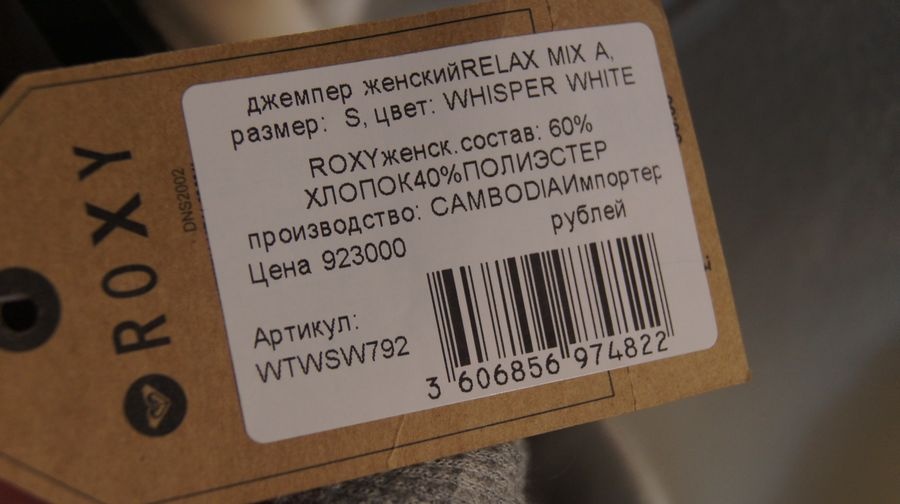 джемпер женскийRELAX MIX A,
размер: S, цвет: WHISPER WHITE
ROXYженск.состав: 60%
ХЛОПОК40%ПОЛИЭСТЕР
производство: CAMBODIAИмпортер
Цена 923000 рублей
Артикул:
WTWSW792
3 606856 974822
ROXY
DNS2002